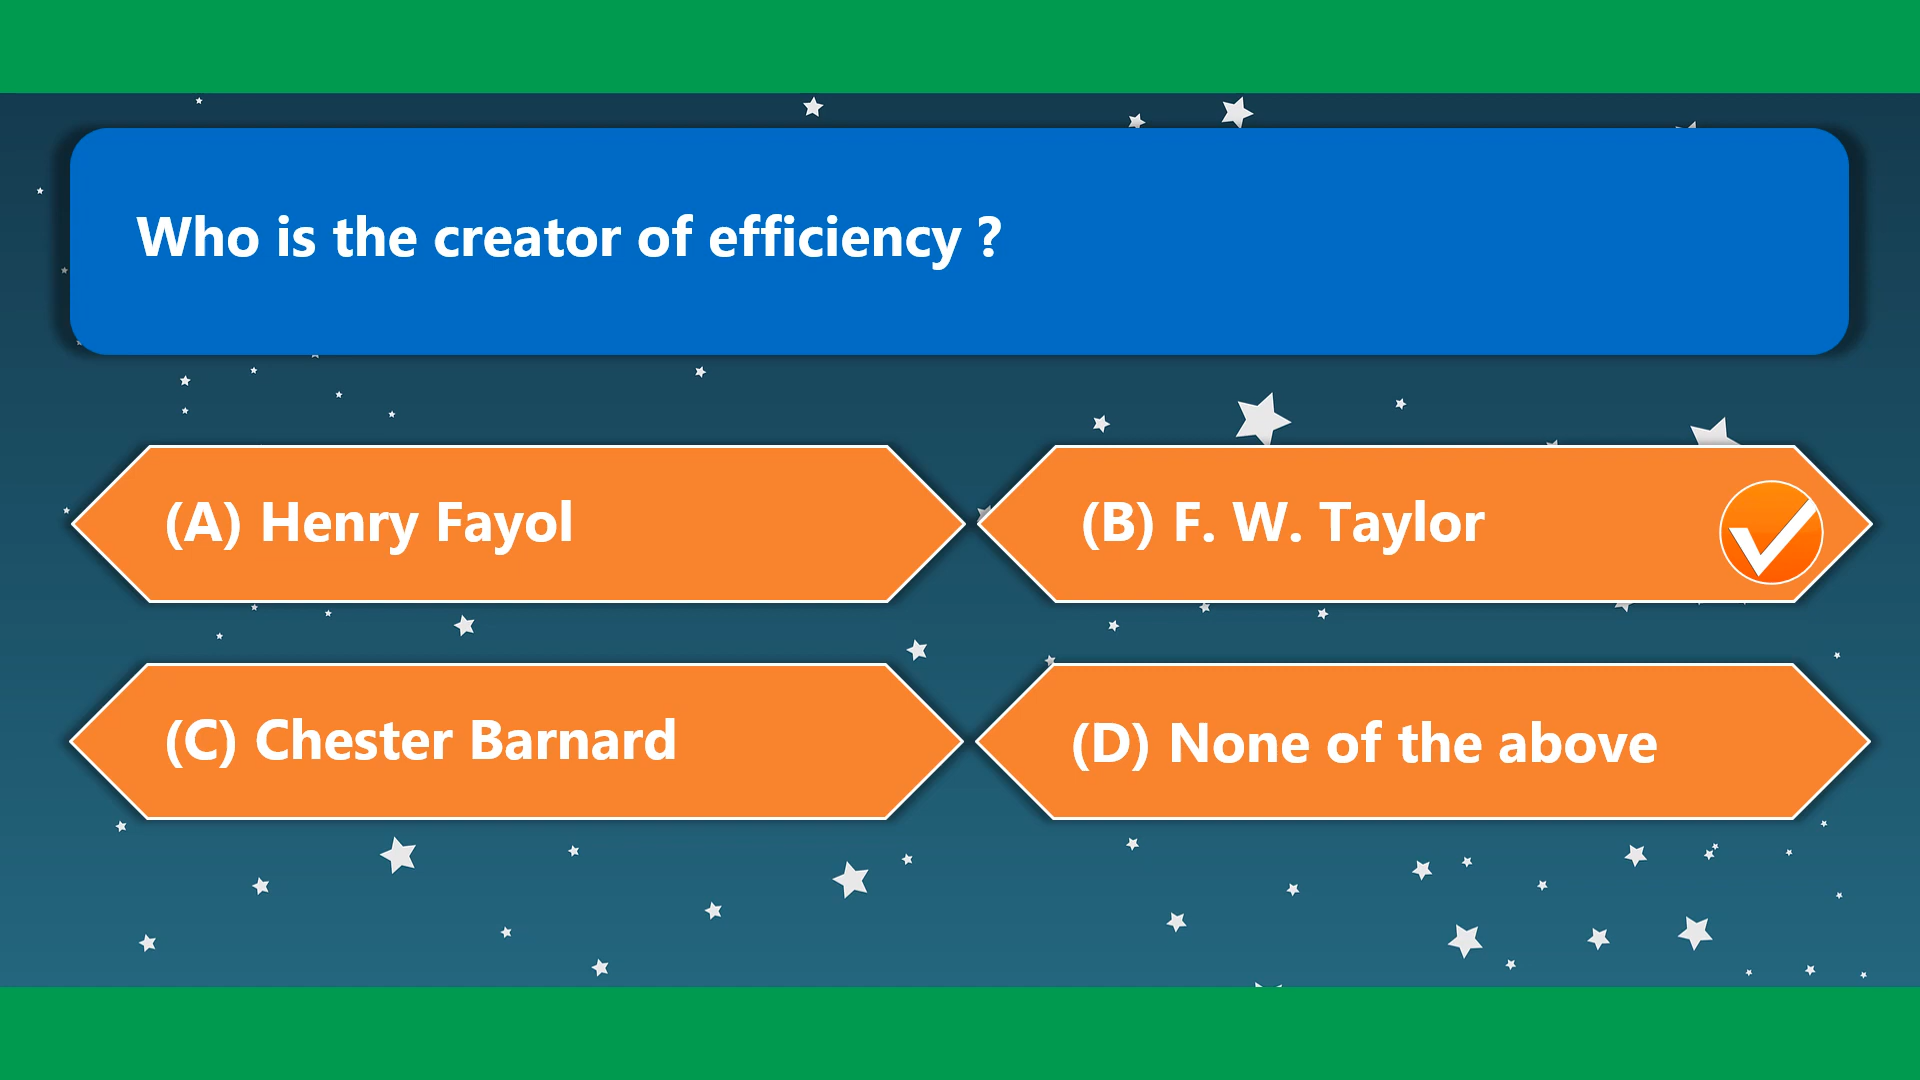 Who is the creator of efficiency ?
(A) Henry Fayol
(B) F. W. Taylor
(C) Chester Barnard
(D) None of the above